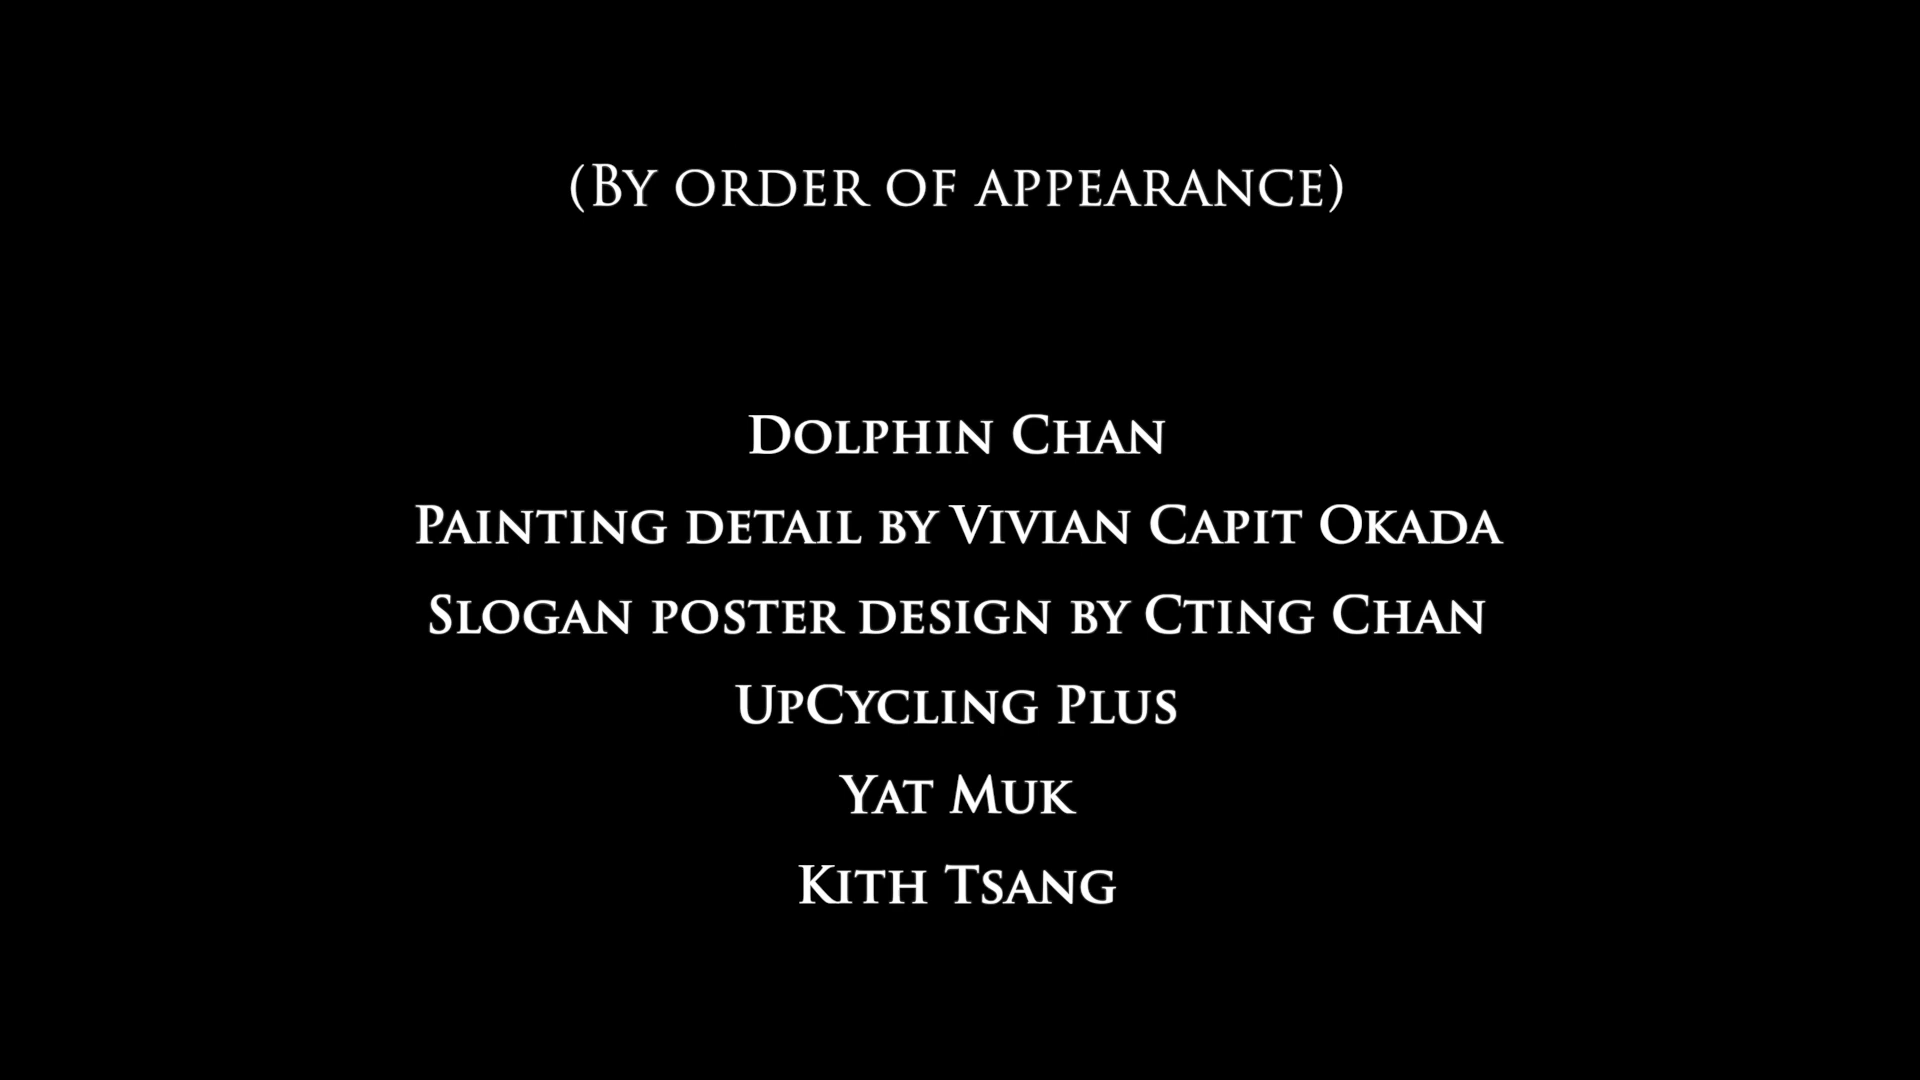 (By order of appearance)
Dolphin Chan
Painting detail by Vivian Capit Okada
Slogan poster design by Cting Chan
UpCycling Plus
Yat Muk
Kith Tsang